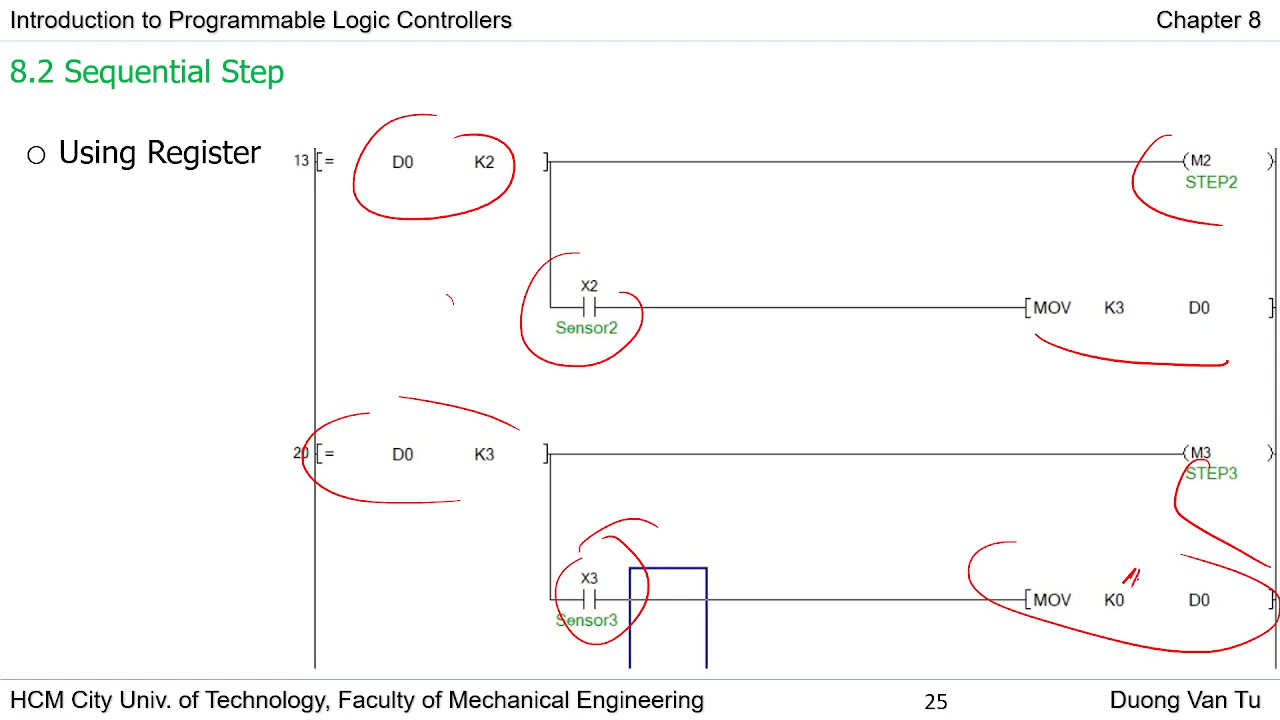 Introduction to Programmable Logic Controllers Chapter 8
8.2 Sequential Step
Using Register
13 [= D0 K2 ] (M2 )
STEP2
X2
[MOV K3 D0 ]
Sensor2
20 [= D0 K3 ] (M3 )
STEP3
X3
[MOV K0 D0 ]
Sensor3
HCM City Univ. of Technology, Faculty of Mechanical Engineering 25 Duong Van Tu